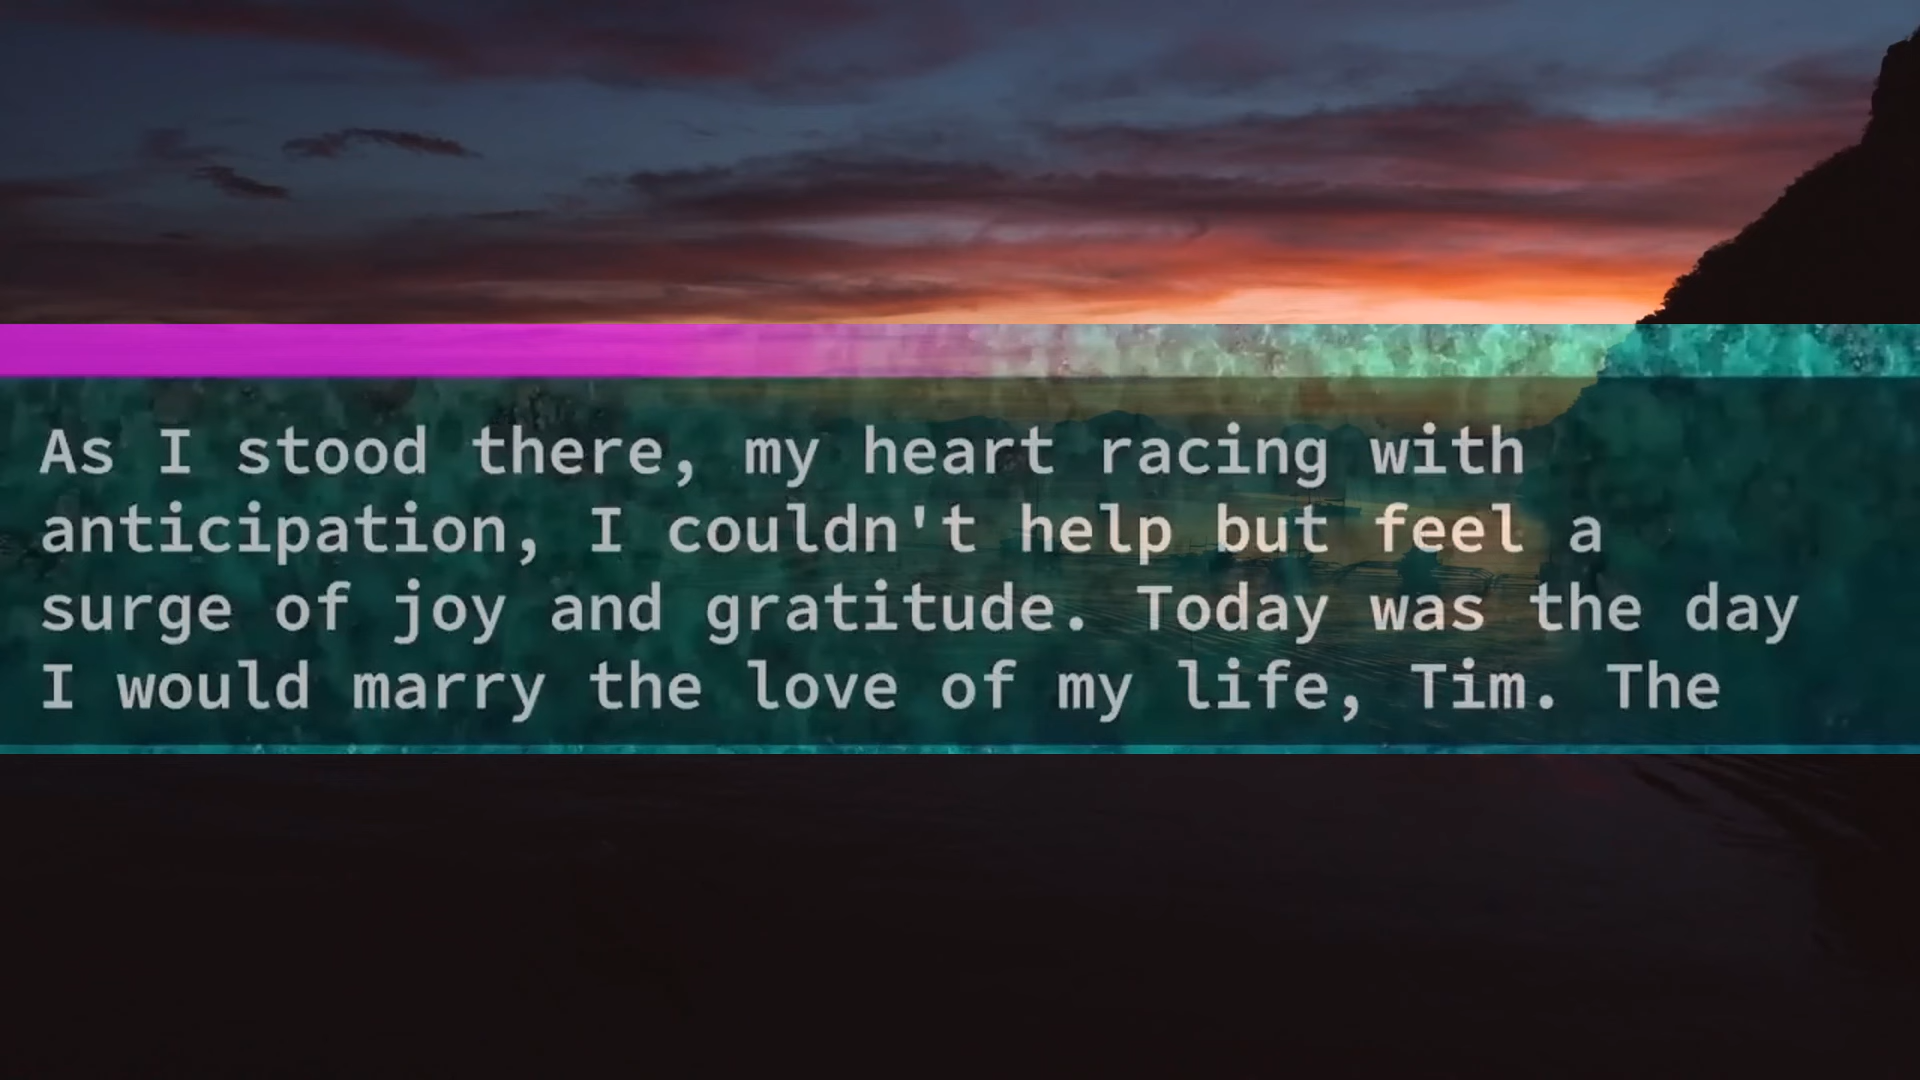 As I stood there, my heart racing with
anticipation, I couldn't help but feel a
surge of joy and gratitude. Today was the day
I would marry the love of my life, Tim. The